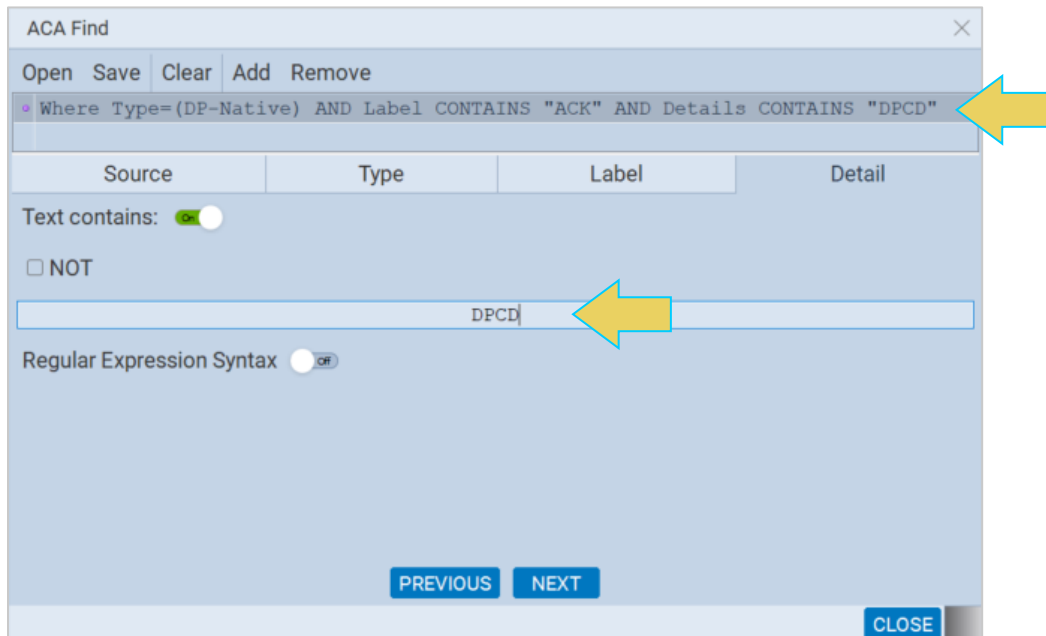 ACA Find
Open Save Clear Add Remove
Where Type=(DP-Native) AND Label CONTAINS "ACK" AND Details CONTAINS "DPCD"
Source Type Label Detail
Text contains: On
NOT
DPCD
Regular Expression Syntax Off
PREVIOUS NEXT
CLOSE